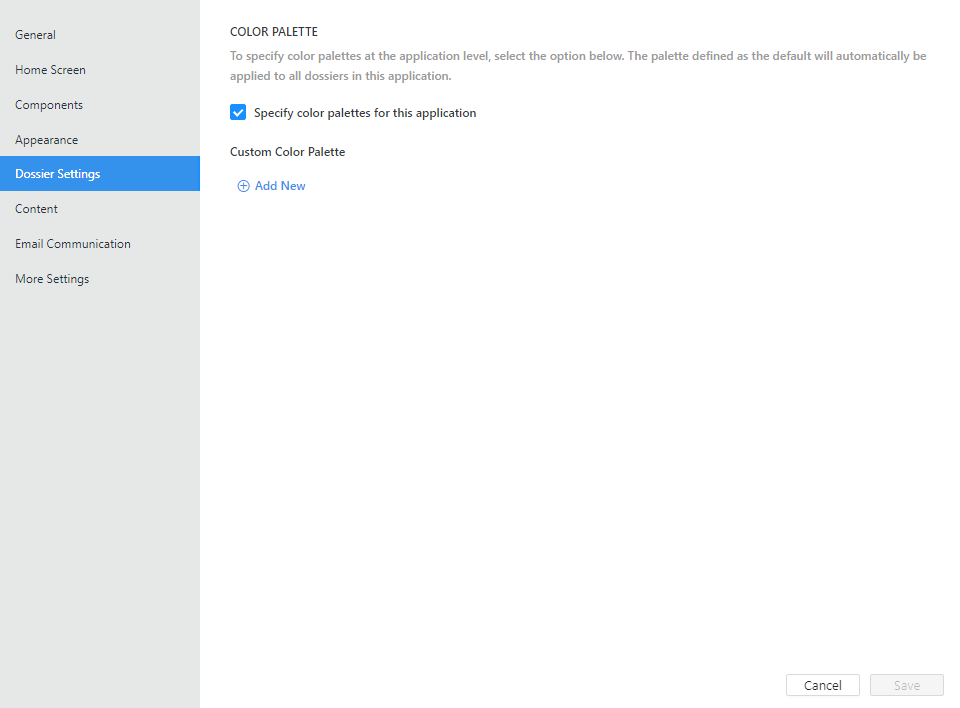 General
Home Screen
Components
Appearance
Dossier Settings
Content
Email Communication
More Settings
COLOR PALETTE
To specify color palettes at the application level, select the option below. The palette defined as the default will automatically be
applied to all dossiers in this application.
Specify color palettes for this application
Custom Color Palette
Add New
Cancel
Save